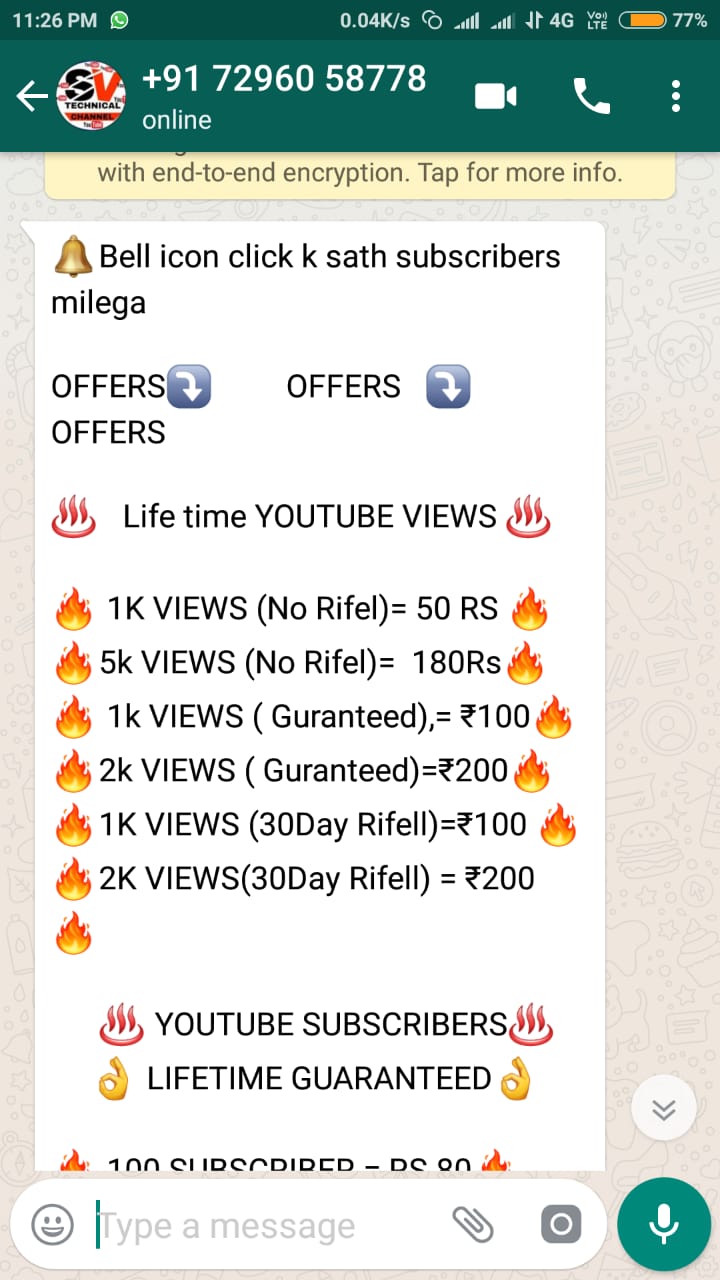 11:26 PM 0.04K/s 4G VoLTE 77%
SV
TECHNICAL
CHANNEL
+91 72960 58778
online
with end-to-end encryption. Tap for more info.
🔔Bell icon click k sath subscribers
milega
OFFERS⤵️ OFFERS ⤵️
OFFERS
♨️ Life time YOUTUBE VIEWS ♨️
🔥 1K VIEWS (No Rifel)= 50 RS 🔥
🔥 5k VIEWS (No Rifel)= 180Rs🔥
🔥 1k VIEWS ( Guranteed),= ₹100🔥
🔥 2k VIEWS ( Guranteed)=₹200🔥
🔥 1K VIEWS (30Day Rifell)=₹100 🔥
🔥 2K VIEWS(30Day Rifell) = ₹200
🔥
♨️ YOUTUBE SUBSCRIBERS♨️
👌 LIFETIME GUARANTEED👌
🔥 100 SUBSCRIBER = RS 80 🔥
Type a message